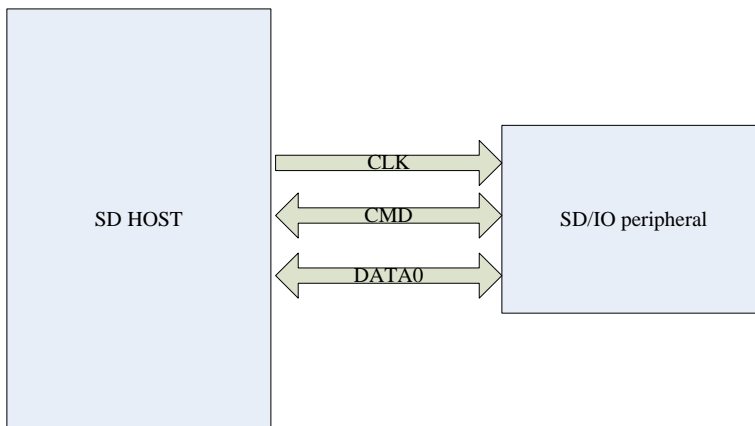 CLK
SD HOST
CMD
SD/IO peripheral
DATA0